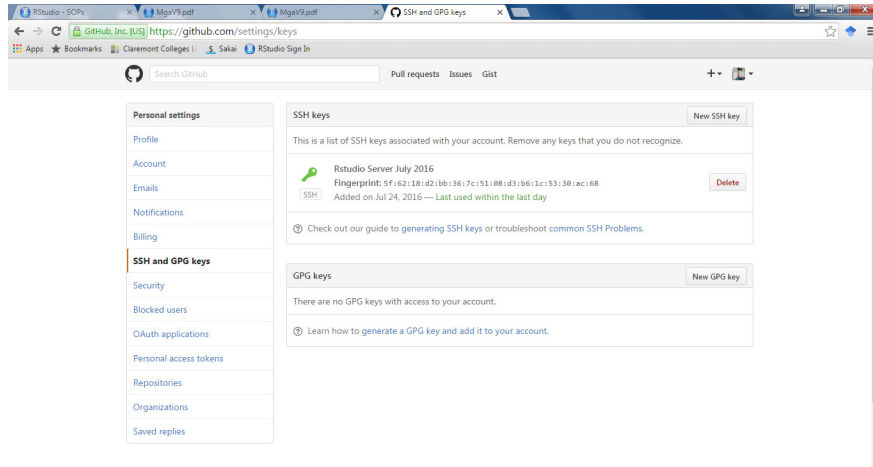 RStudio - SOPs
MgaV9.pdf
MgaV9.pdf
SSH and GPG keys
GitHub, Inc. [US] https://github.com/settings/keys
Apps Bookmarks Claremont Colleges Li Sakai RStudio Sign In
Search GitHub Pull requests Issues Gist
Personal settings
Profile
Account
Emails
Notifications
Billing
SSH and GPG keys
Security
Blocked users
OAuth applications
Personal access tokens
Repositories
Organizations
Saved replies
SSH keys New SSH key
This is a list of SSH keys associated with your account. Remove any keys that you do not recognize.
Rstudio Server July 2016
Fingerprint: 5f:62:18:d2:bb:36:7c:51:08:d3:b6:1c:53:30:ac:68
SSH Added on Jul 24, 2016 — Last used within the last day
Delete
Check out our guide to generating SSH keys or troubleshoot common SSH Problems.
GPG keys New GPG key
There are no GPG keys with access to your account.
Learn how to generate a GPG key and add it to your account.